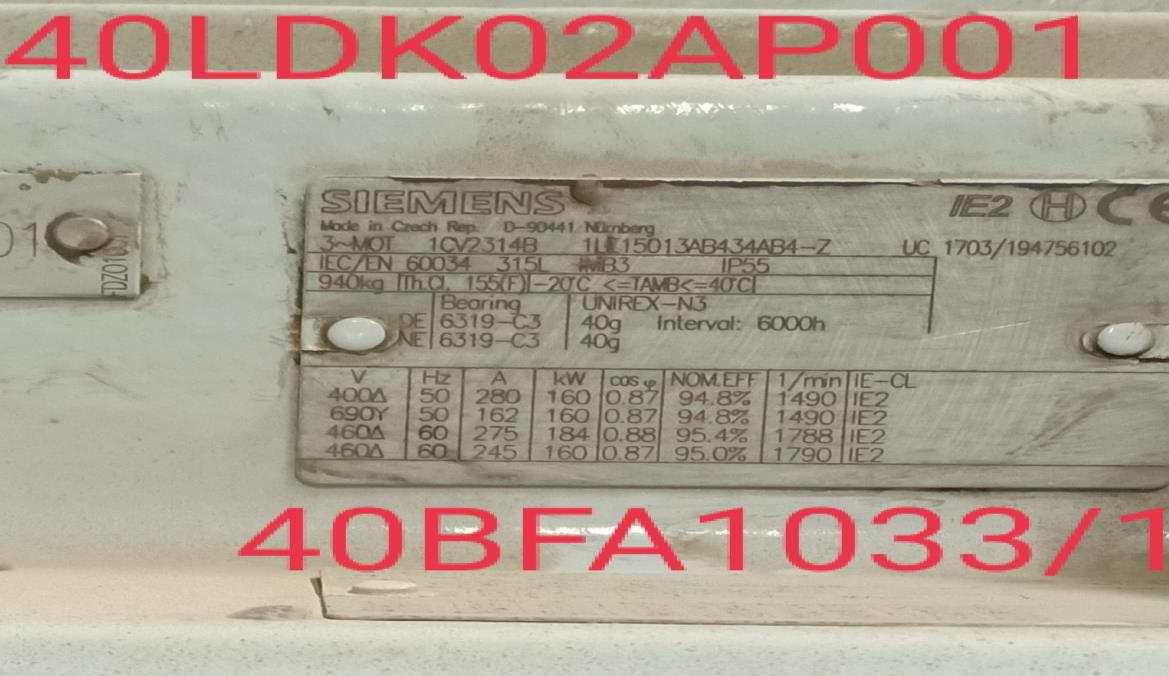 40LDK02AP001
SIEMENS IE2 H CE
Made in Czech Rep. D-90441 Nürnberg
3~MOT 1CV2314B 15013AB434AB4-Z UC 1703/194756102
IEC/EN 60034 315L IP55
940kg Th.Cl. 155(F) -20°C <=TAMB<=40°C
Bearing UNIREX-N3
DE 6319-C3 40g Interval: 6000h
NE 6319-C3 40g
V Hz A kW cos φ NOM.EFF 1/min IE-CL
400Δ 50 280 160 0.87 94.8% 1490 IE2
690Y 50 162 160 0.87 94.8% 1490 IE2
460Δ 60 275 184 0.88 95.4% 1788 IE2
460Δ 60 245 160 0.87 95.0% 1790 IE2
01
40BFA1033/1